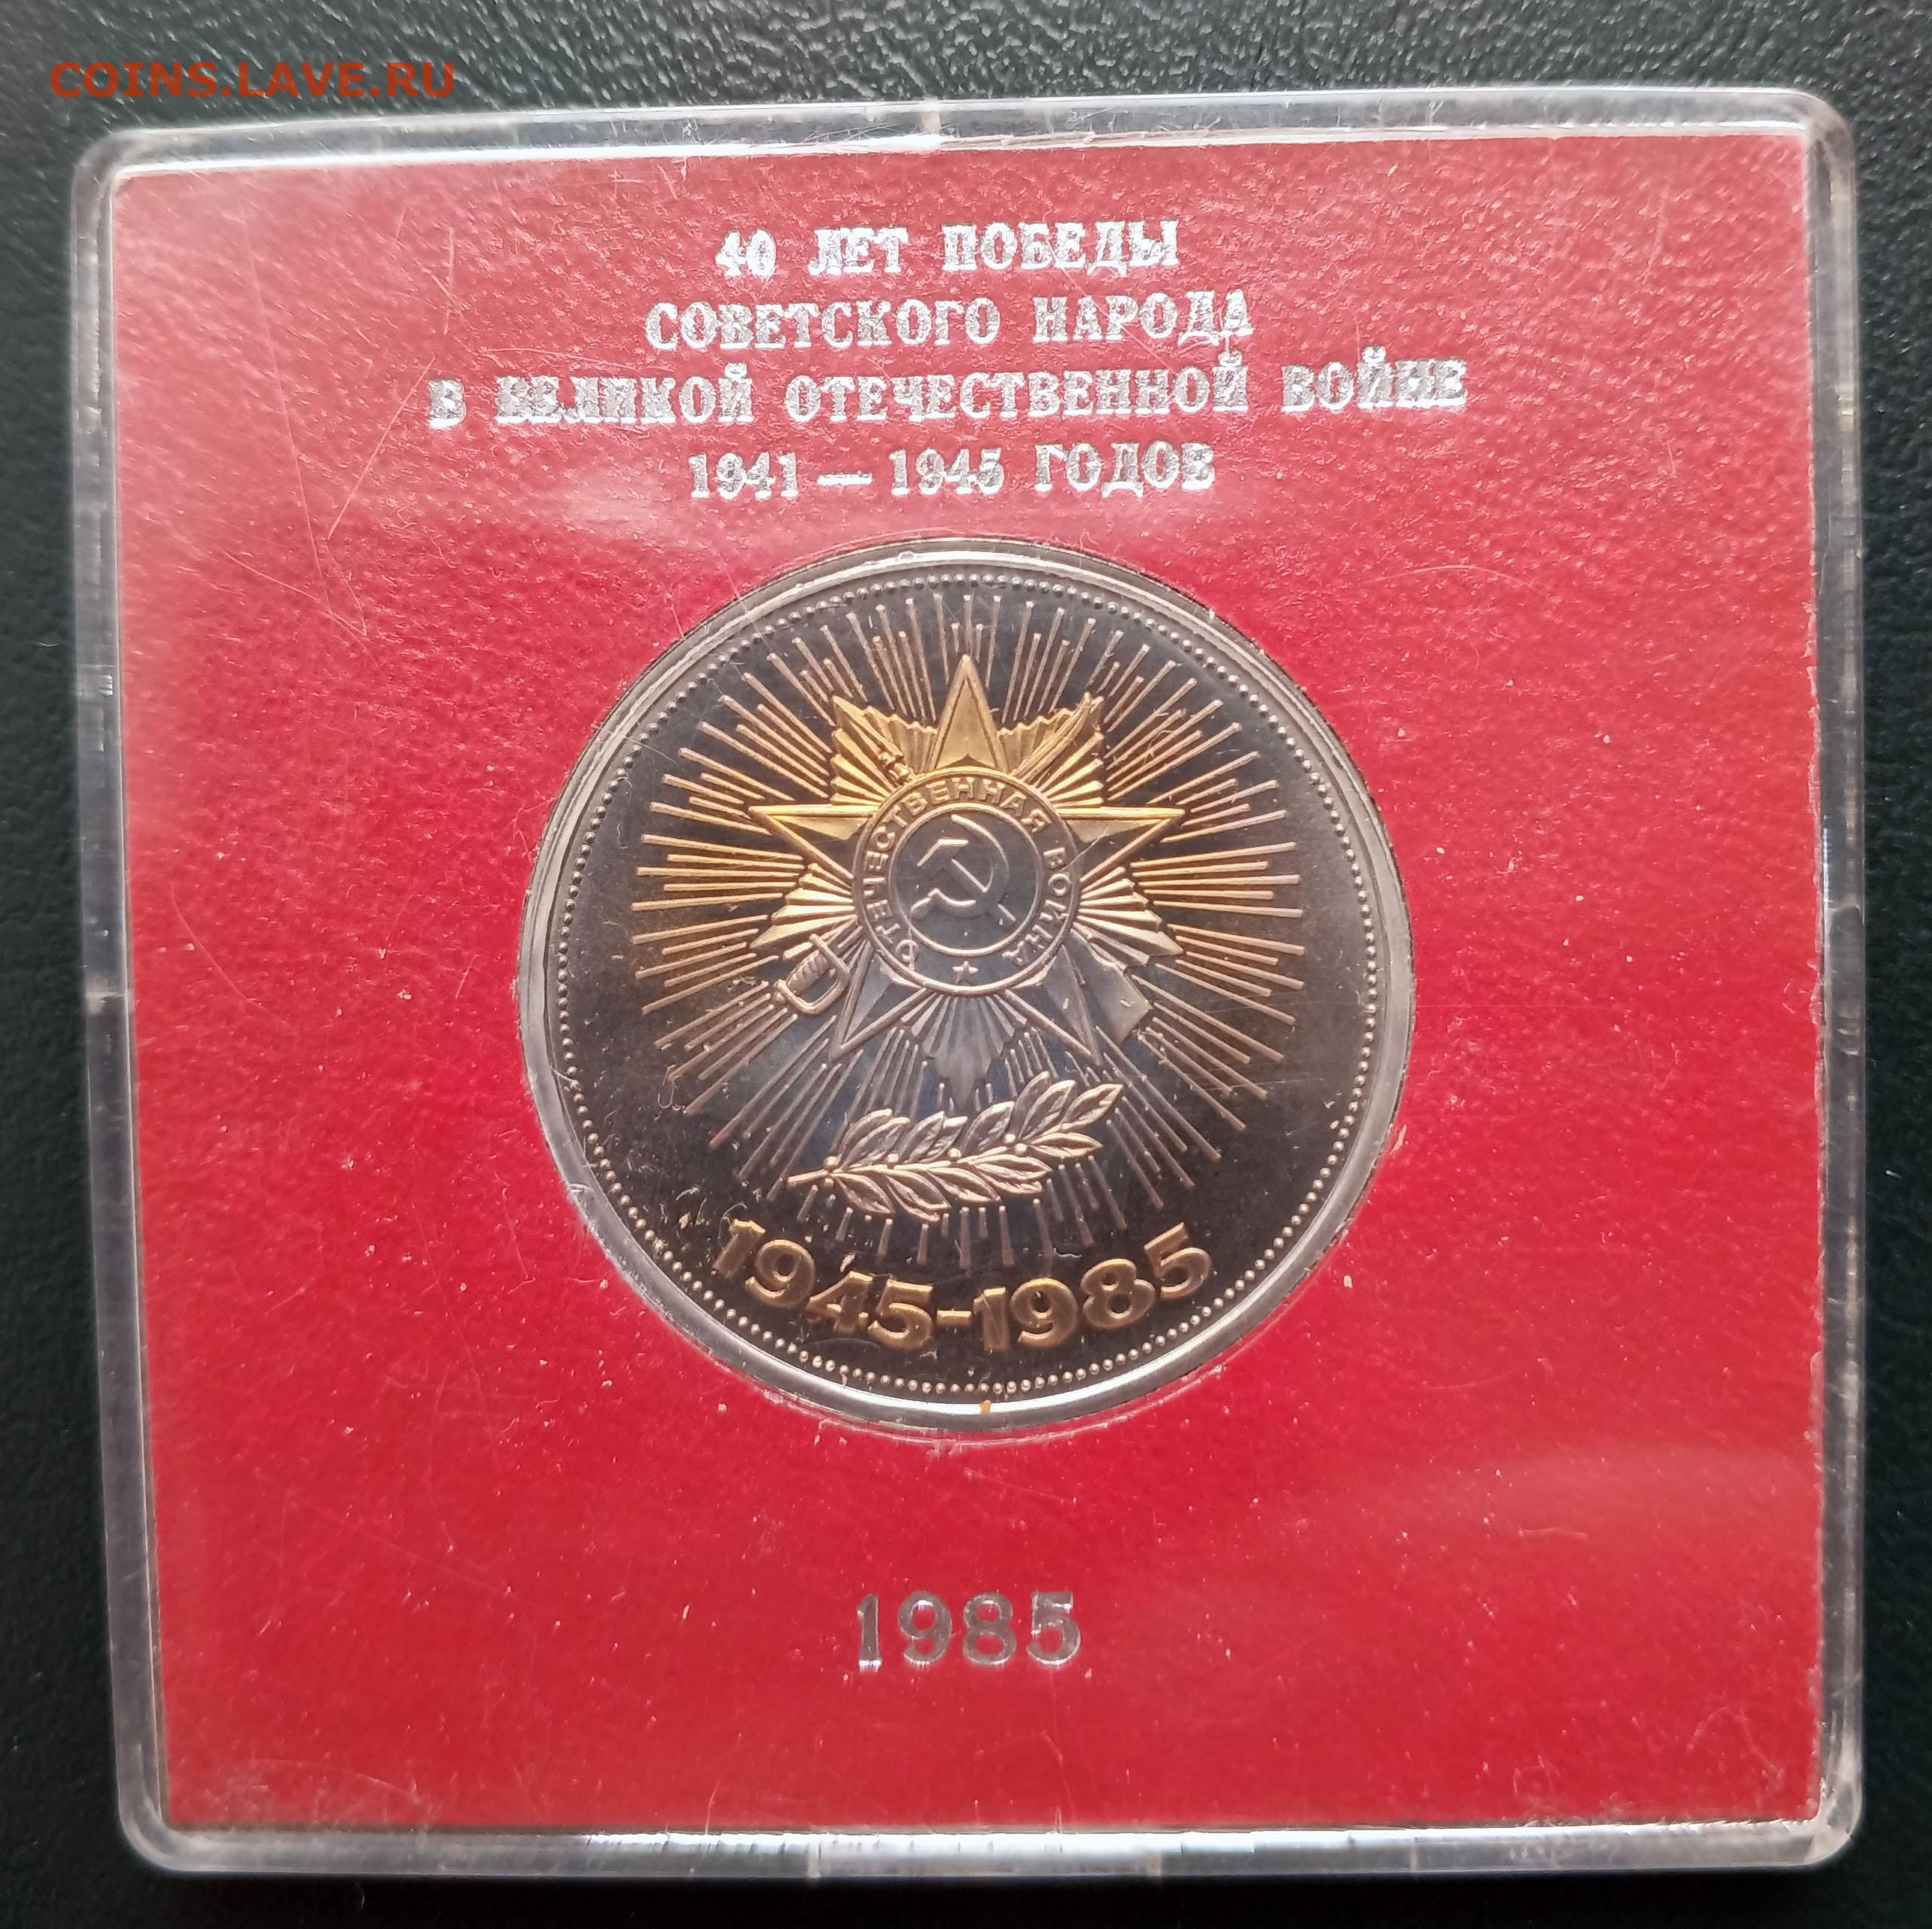 COINS.LAVE.RU
40 ЛЕТ ПОБЕДЫ
СОВЕТСКОГО НАРОДА
В ВЕЛИКОЙ ОТЕЧЕСТВЕННОЙ ВОЙНЕ
1941 — 1945 ГОДОВ
ОТЕЧЕСТВЕННАЯ ВОЙНА
1945-1985
1985